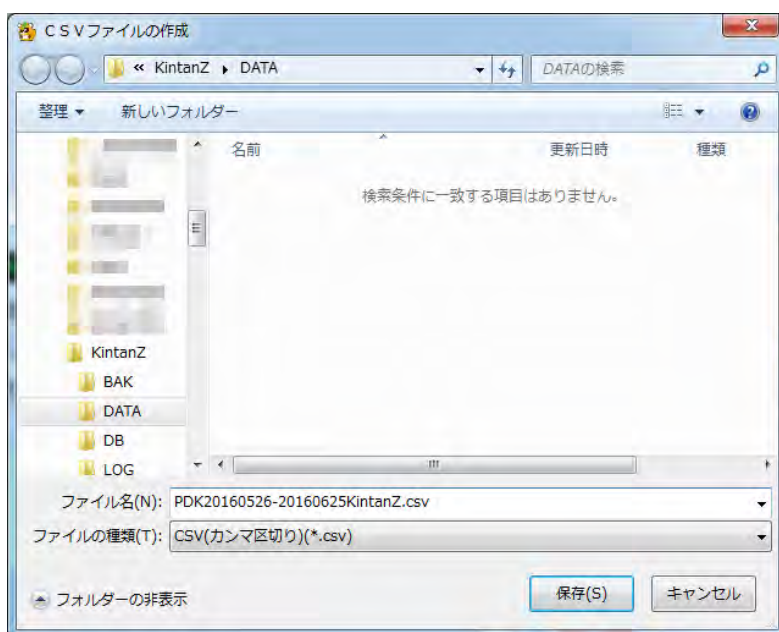 CSVファイルの作成
« KintanZ ▸ DATA
DATAの検索
整理 ▼ 新しいフォルダー
名前 更新日時 種類
検索条件に一致する項目はありません。
KintanZ
BAK
DATA
DB
LOG
ファイル名(N): PDK20160526-20160625KintanZ.csv
ファイルの種類(T): CSV(カンマ区切り)(*.csv)
フォルダーの非表示 保存(S) キャンセル